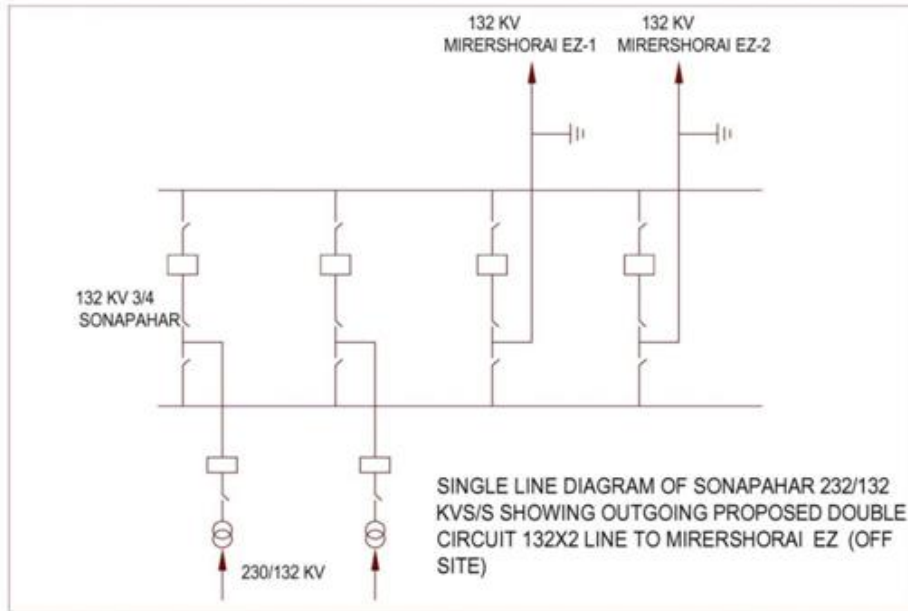 132 KV
MIRERSHORAI EZ-1
132 KV
MIRERSHORAI EZ-2
132 KV 3/4
SONAPAHAR
230/132 KV
SINGLE LINE DIAGRAM OF SONAPAHAR 232/132
KVS/S SHOWING OUTGOING PROPOSED DOUBLE
CIRCUIT 132X2 LINE TO MIRERSHORAI EZ (OFF
SITE)